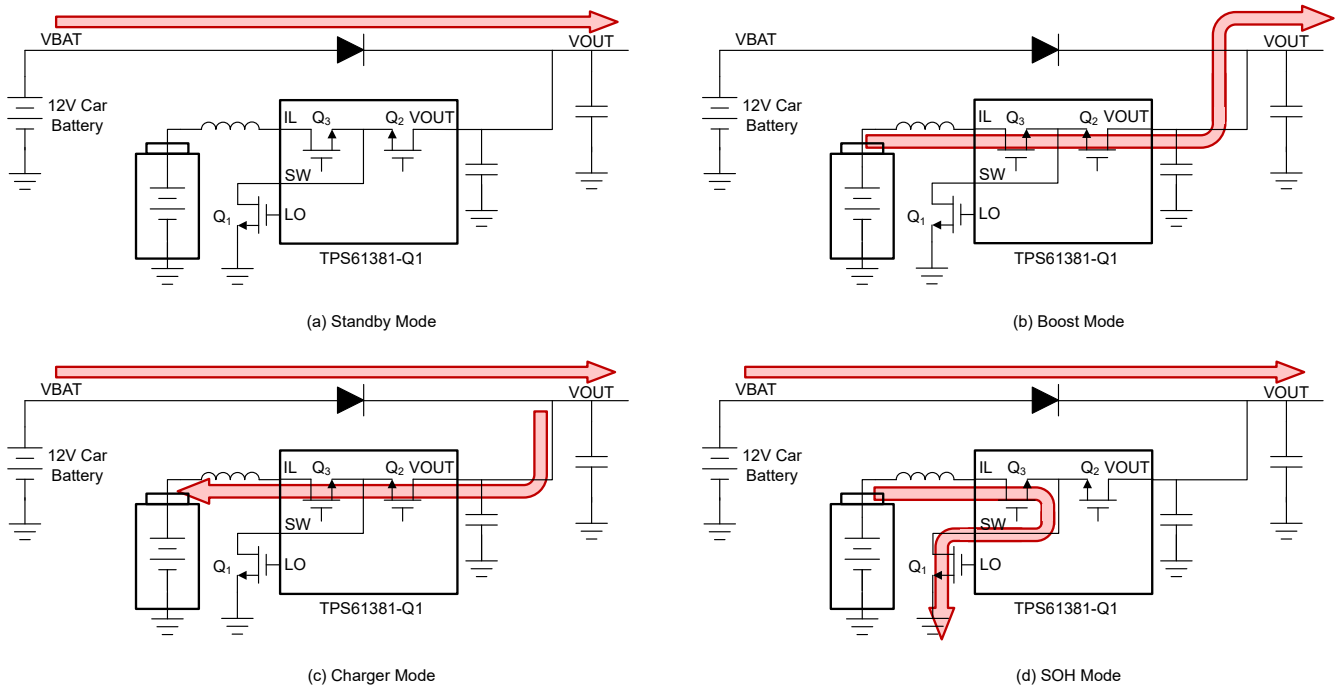 VBAT
VOUT
12V Car
Battery
IL
Q3
Q2
VOUT
SW
Q1
LO
TPS61381-Q1
(a) Standby Mode
VBAT
VOUT
12V Car
Battery
IL
Q3
Q2
VOUT
SW
Q1
LO
TPS61381-Q1
(b) Boost Mode
VBAT
VOUT
12V Car
Battery
IL
Q3
Q2
VOUT
SW
Q1
LO
TPS61381-Q1
(c) Charger Mode
VBAT
VOUT
12V Car
Battery
IL
Q3
Q2
VOUT
SW
Q1
LO
TPS61381-Q1
(d) SOH Mode